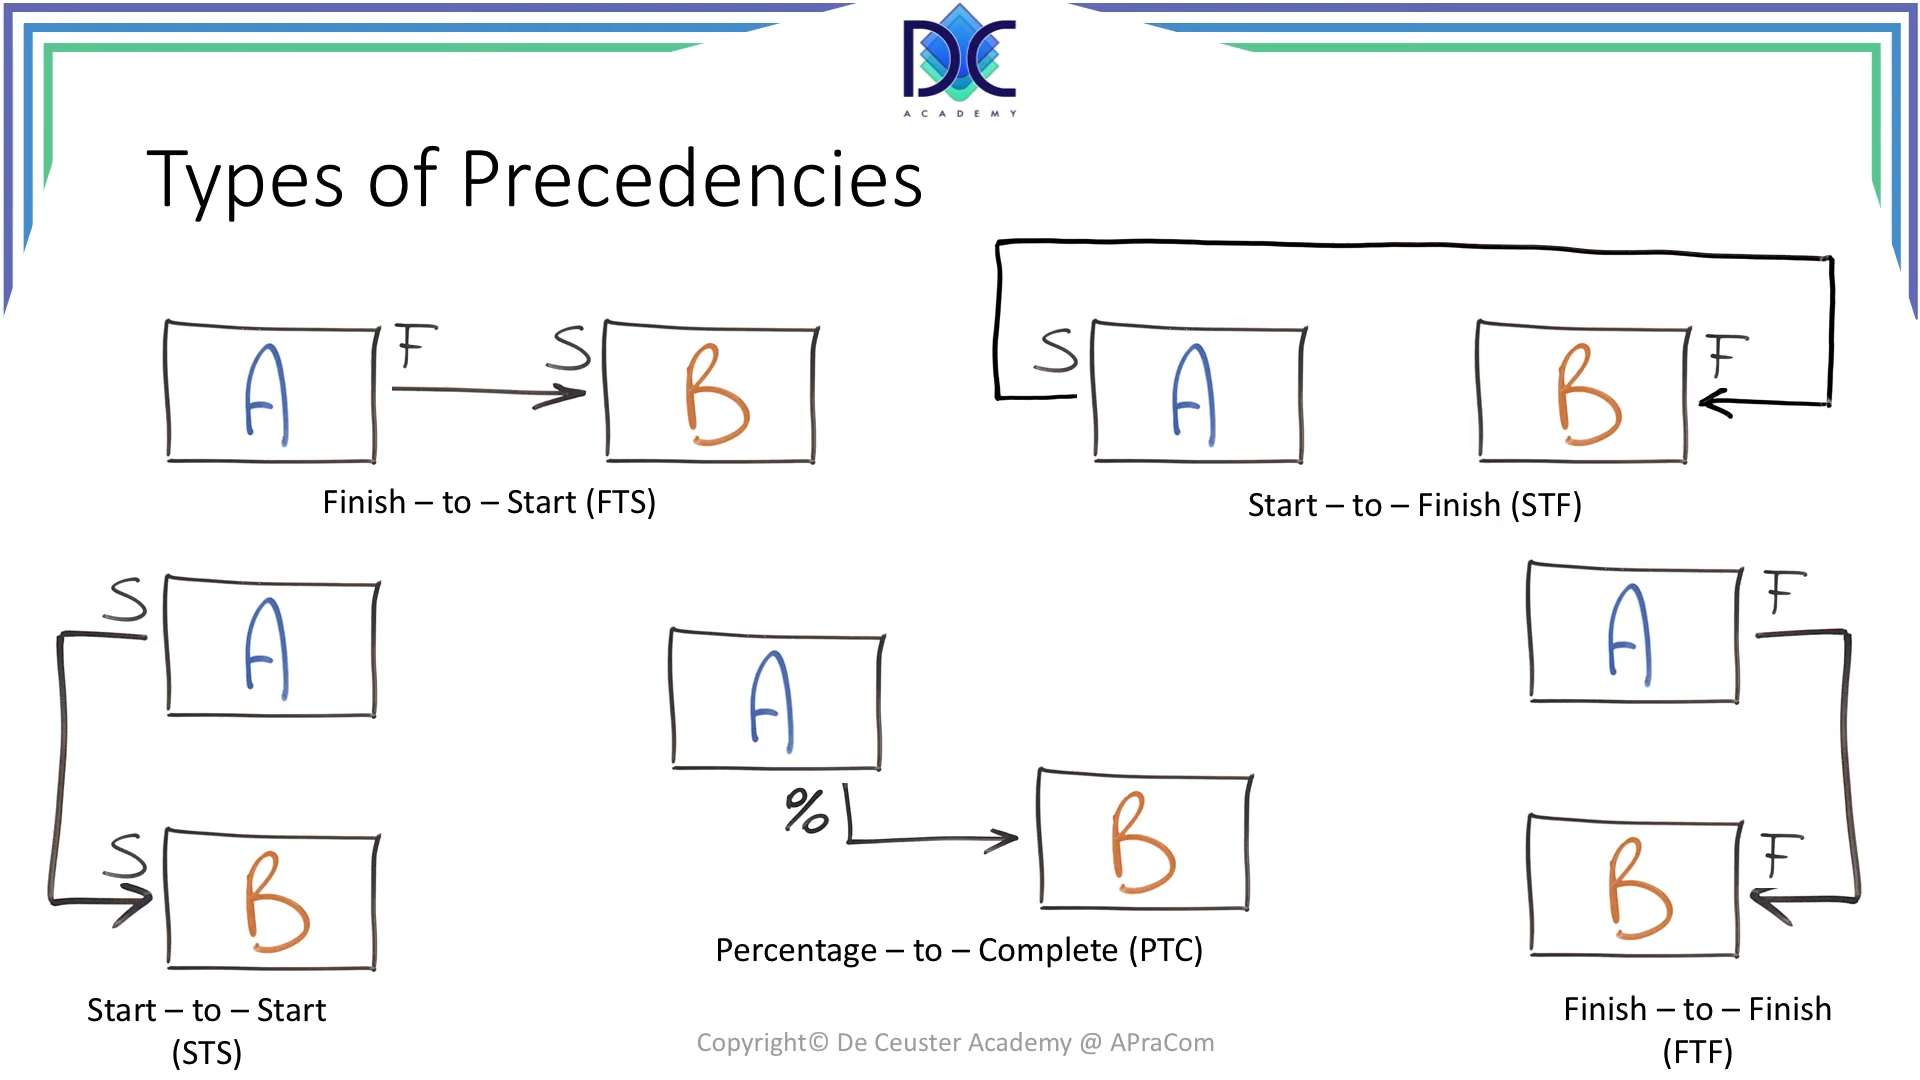 DC
ACADEMY
Types of Precedencies
A F S B
Finish – to – Start (FTS)
S A B F
Start – to – Finish (STF)
S A
S B
Start – to – Start
(STS)
A
% B
Percentage – to – Complete (PTC)
A F
B F
Finish – to – Finish
(FTF)
Copyright© De Ceuster Academy @ APraCom